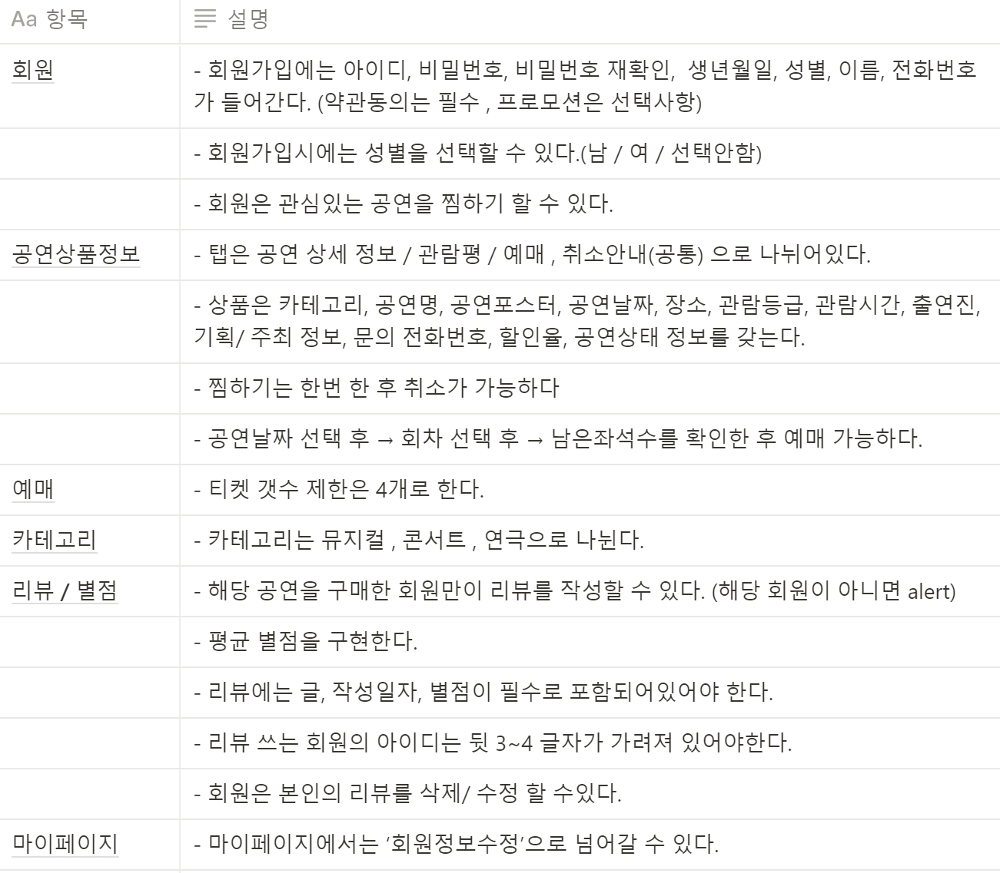 Aa 항목
설명
회원
- 회원가입에는 아이디, 비밀번호, 비밀번호 재확인,  생년월일, 성별, 이름, 전화번호
가 들어간다. (약관동의는 필수 , 프로모션은 선택사항)
- 회원가입시에는 성별을 선택할 수 있다.(남 / 여 / 선택안함)
- 회원은 관심있는 공연을 찜하기 할 수 있다.
공연상품정보
- 탭은 공연 상세 정보 / 관람평 / 예매 , 취소안내(공통) 으로 나뉘어있다.
- 상품은 카테고리, 공연명, 공연포스터, 공연날짜, 장소, 관람등급, 관람시간, 출연진,
기획/ 주최 정보, 문의 전화번호, 할인율, 공연상태 정보를 갖는다.
- 찜하기는 한번 한 후 취소가 가능하다
- 공연날짜 선택 후 → 회차 선택 후 → 남은좌석수를 확인한 후 예매 가능하다.
예매
- 티켓 갯수 제한은 4개로 한다.
카테고리
- 카테고리는 뮤지컬 , 콘서트 , 연극으로 나뉜다.
리뷰 / 별점
- 해당 공연을 구매한 회원만이 리뷰를 작성할 수 있다. (해당 회원이 아니면 alert)
- 평균 별점을 구현한다.
- 리뷰에는 글, 작성일자, 별점이 필수로 포함되어있어야 한다.
- 리뷰 쓰는 회원의 아이디는 뒷 3~4 글자가 가려져 있어야한다.
- 회원은 본인의 리뷰를 삭제/ 수정 할 수있다.
마이페이지
- 마이페이지에서는 ‘회원정보수정’으로 넘어갈 수 있다.